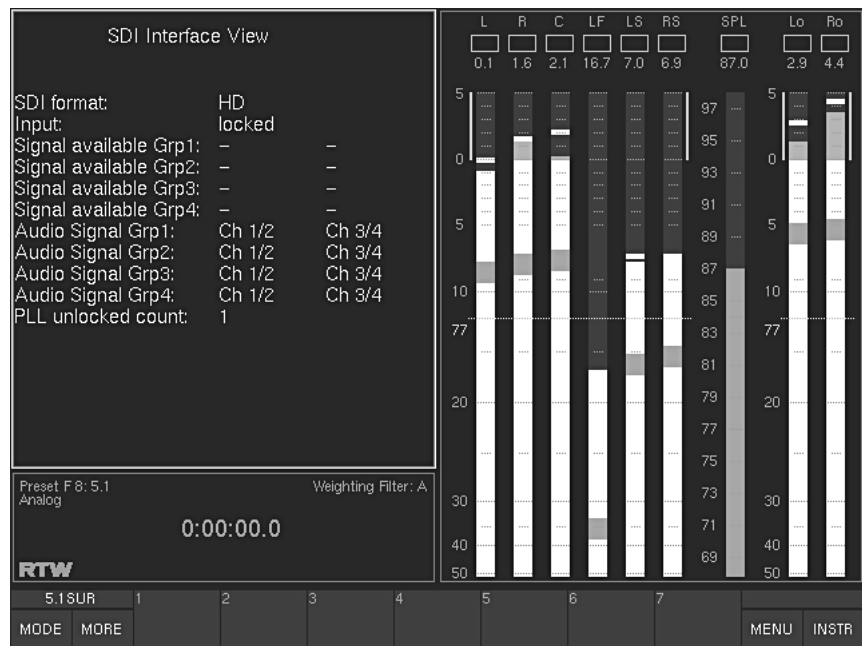 SDI Interface View
SDI format: HD
Input: locked
Signal available Grp1: – –
Signal available Grp2: – –
Signal available Grp3: – –
Signal available Grp4: – –
Audio Signal Grp1: Ch 1/2 Ch 3/4
Audio Signal Grp2: Ch 1/2 Ch 3/4
Audio Signal Grp3: Ch 1/2 Ch 3/4
Audio Signal Grp4: Ch 1/2 Ch 3/4
PLL unlocked count: 1
Preset F 8: 5.1 Weighting Filter: A
Analog
0:00:00.0
RTW
L R C LF LS RS SPL Lo Ro
0.1 1.6 2.1 16.7 7.0 6.9 87.0 2.9 4.4
5 5
97
95
0 0
93
91
5 5
89
87
10 10
85
77 83 77
81
79
20 20
77
75
73
30 30
71
40 40
69
50 50
5.1SUR 1 2 3 4 5 6 7
MODE MORE MENU INSTR